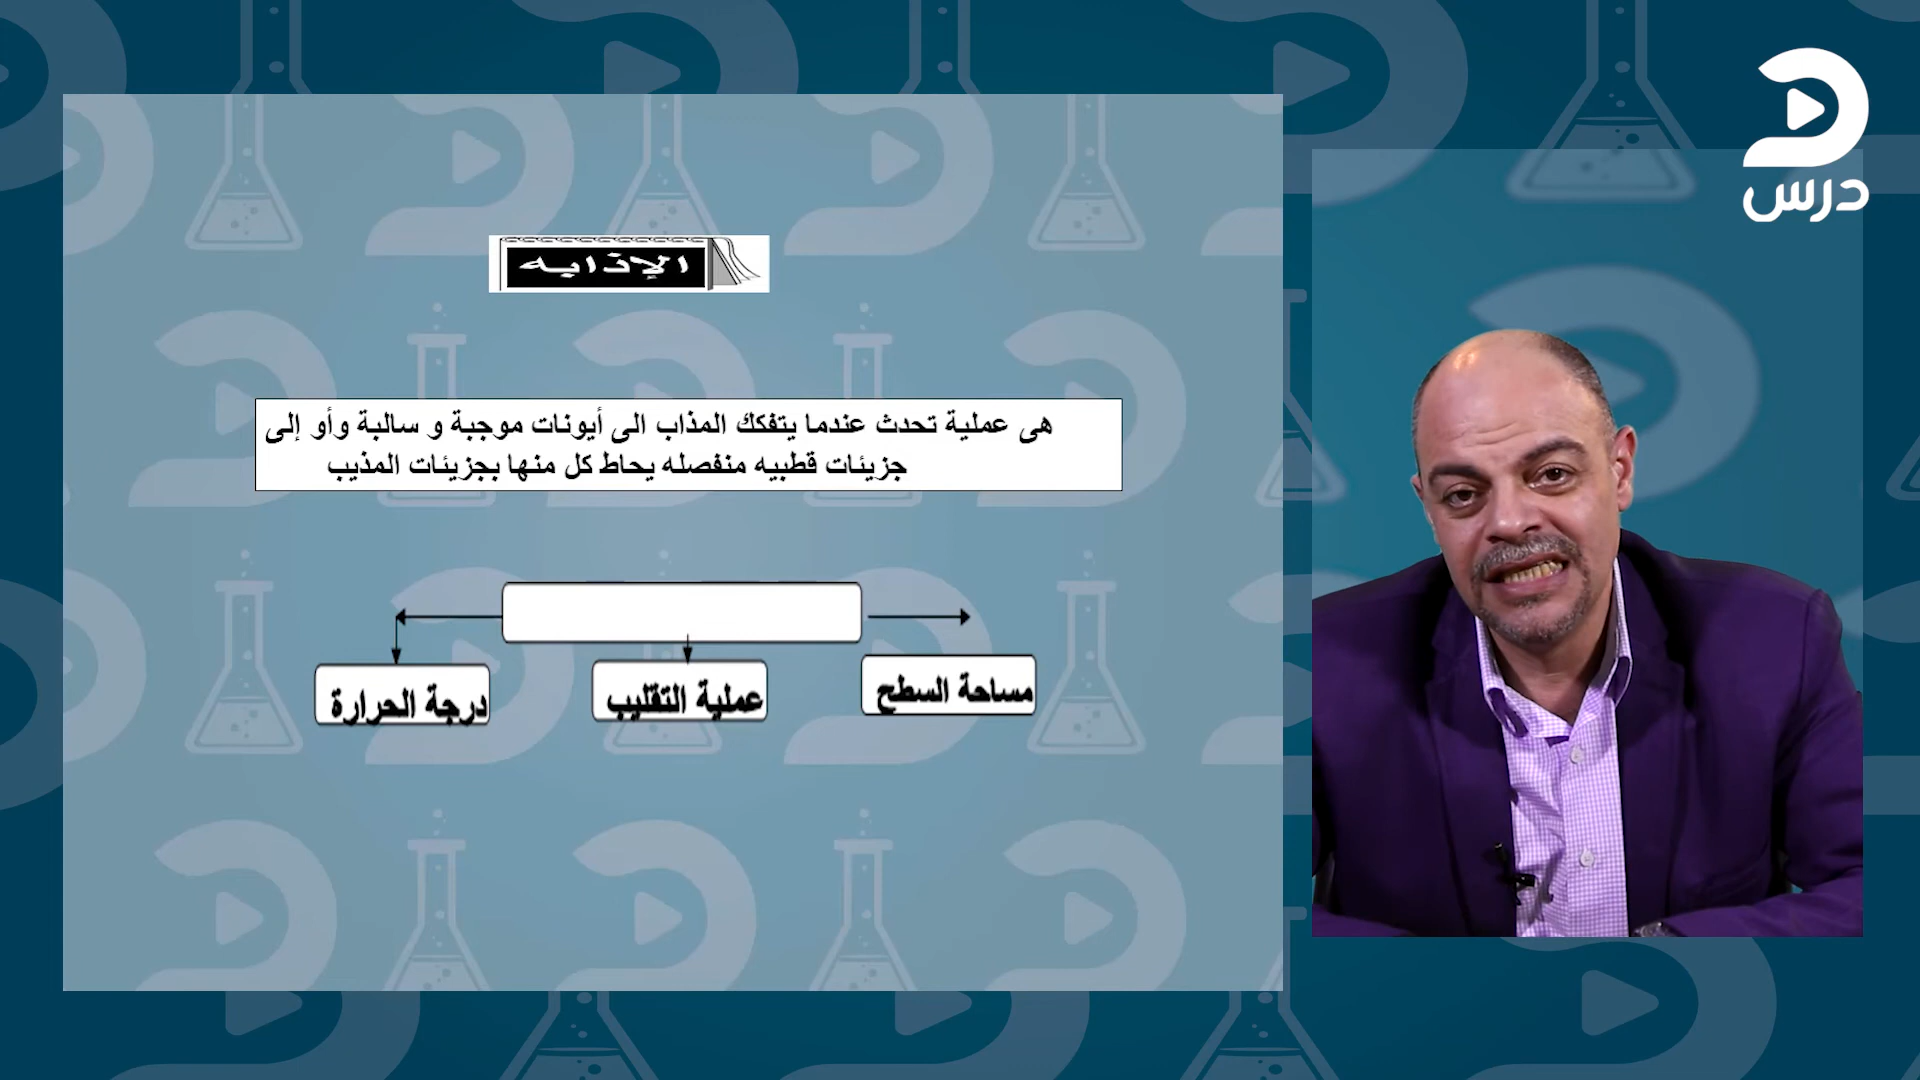 درس
الإذابه
هى عملية تحدث عندما يتفكك المذاب الى أيونات موجبة و سالبة وأو إلى
جزيئات قطبيه منفصله يحاط كل منها بجزيئات المذيب
مساحة السطح
عملية التقليب
درجة الحرارة